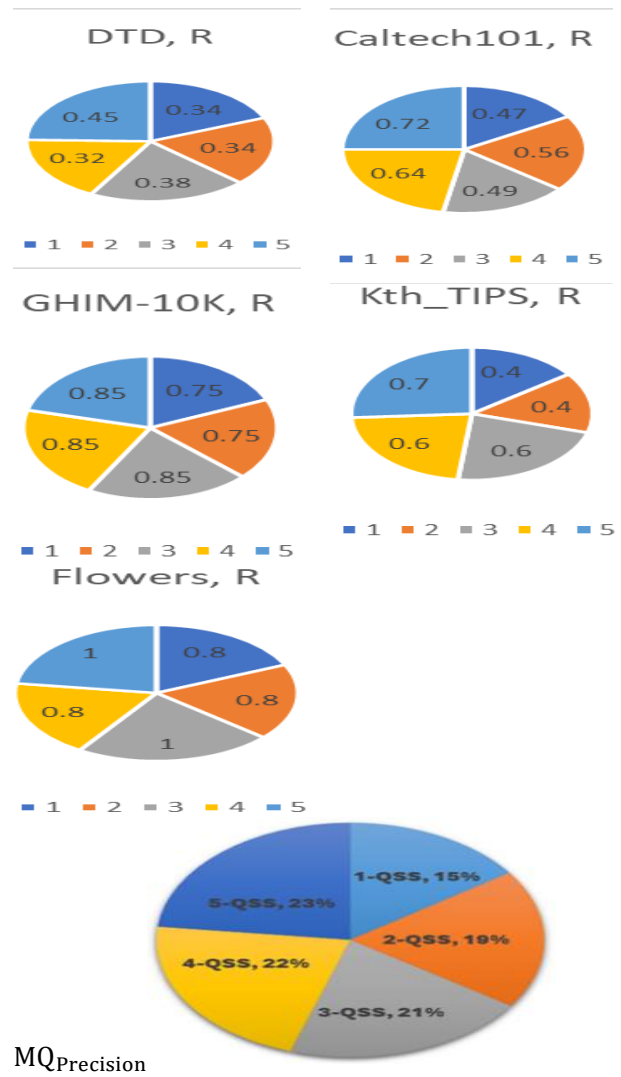 DTD, R
0.45 0.34
0.32 0.34
0.38
1 2 3 4 5
Caltech101, R
0.72 0.47
0.64 0.56
0.49
1 2 3 4 5
GHIM-10K, R
0.85 0.75
0.85 0.75
0.85
1 2 3 4 5
Kth_TIPS, R
0.7 0.4
0.6 0.4
0.6
1 2 3 4 5
Flowers, R
1 0.8
0.8 0.8
1
1 2 3 4 5
1-QSS, 15%
5-QSS, 23%
2-QSS, 19%
4-QSS, 22%
3-QSS, 21%
MQPrecision